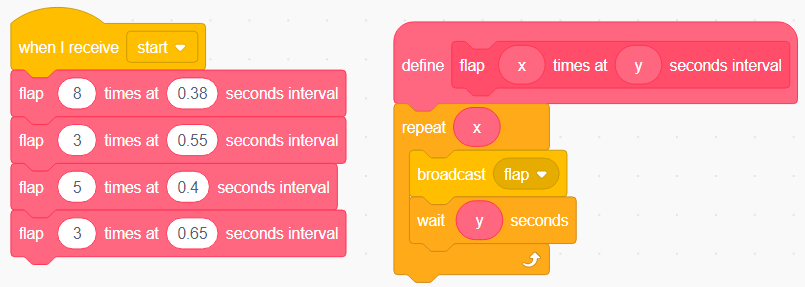 when I receive start
flap 8 times at 0.38 seconds interval
flap 3 times at 0.55 seconds interval
flap 5 times at 0.4 seconds interval
flap 3 times at 0.65 seconds interval
define flap x times at y seconds interval
repeat x
broadcast flap
wait y seconds